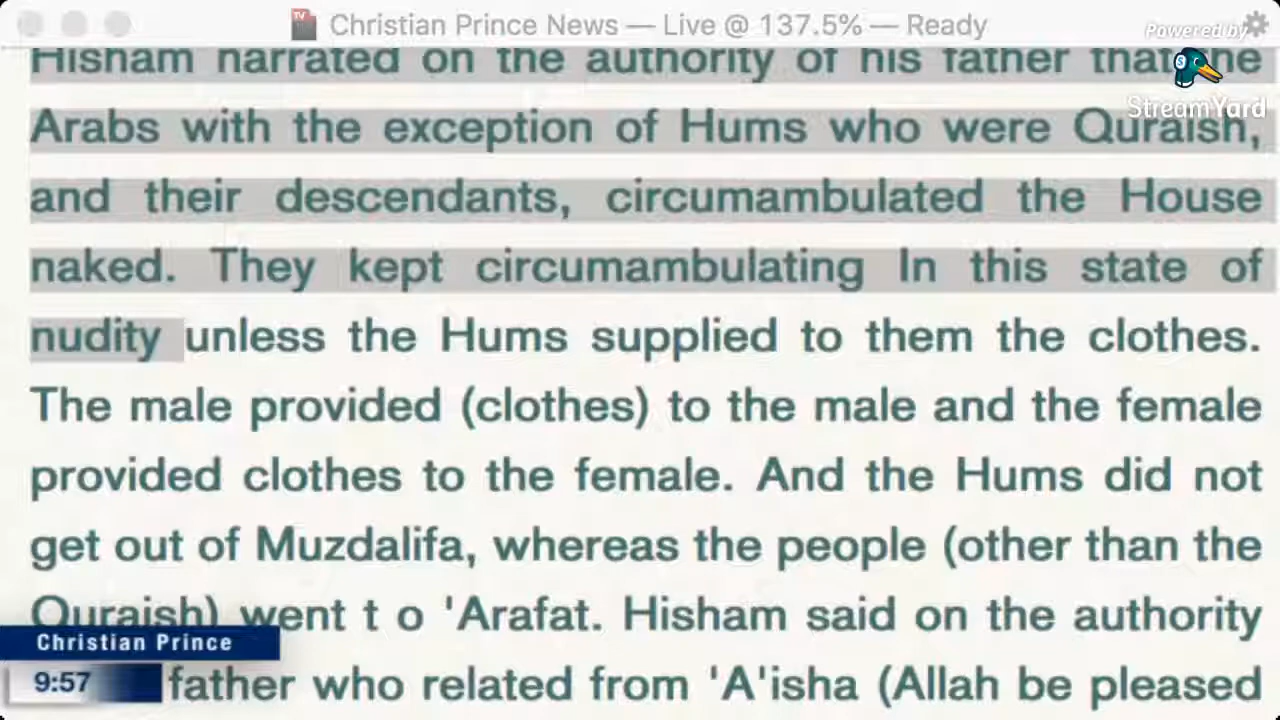 Christian Prince News — Live @ 137.5% — Ready
Powered by
StreamYard
Hisham narrated on the authority of his father that the
Arabs with the exception of Hums who were Quraish,
and their descendants, circumambulated the House
naked. They kept circumambulating In this state of
nudity unless the Hums supplied to them the clothes.
The male provided (clothes) to the male and the female
provided clothes to the female. And the Hums did not
get out of Muzdalifa, whereas the people (other than the
Quraish) went t o 'Arafat. Hisham said on the authority
father who related from 'A'isha (Allah be pleased
Christian Prince
9:57